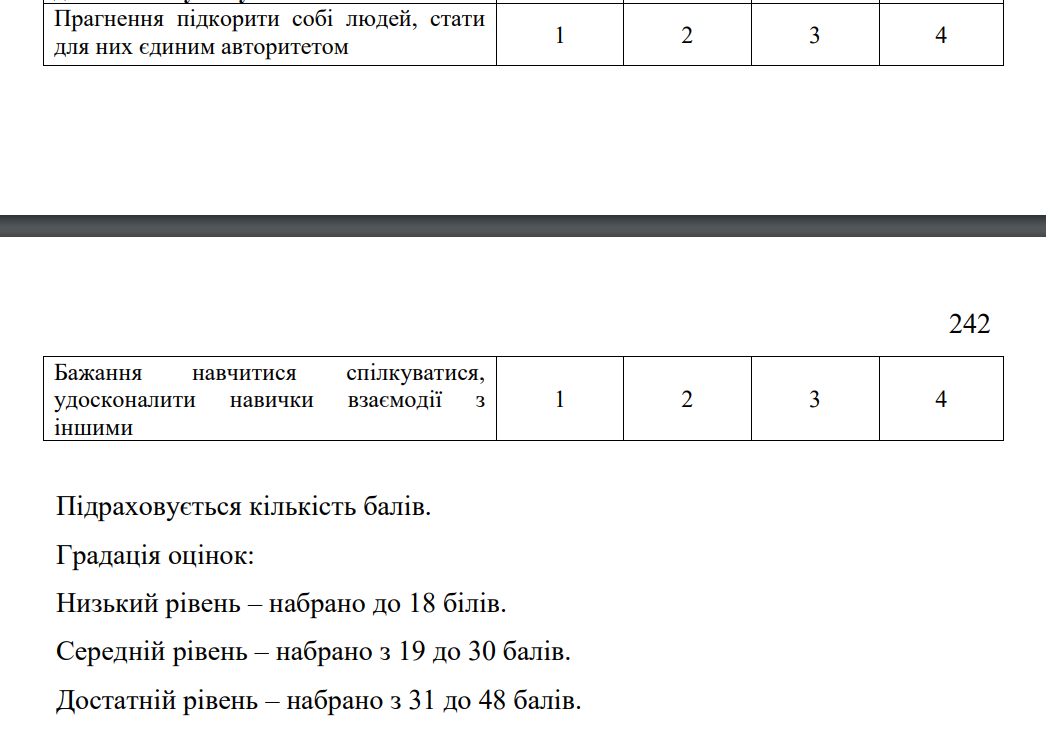 Прагнення підкорити собі людей, стати
для них єдиним авторитетом
1 2 3 4
242
Бажання навчитися спілкуватися,
удосконалити навички взаємодії з
іншими
1 2 3 4
Підраховується кількість балів.
Градація оцінок:
Низький рівень – набрано до 18 білів.
Середній рівень – набрано з 19 до 30 балів.
Достатній рівень – набрано з 31 до 48 балів.